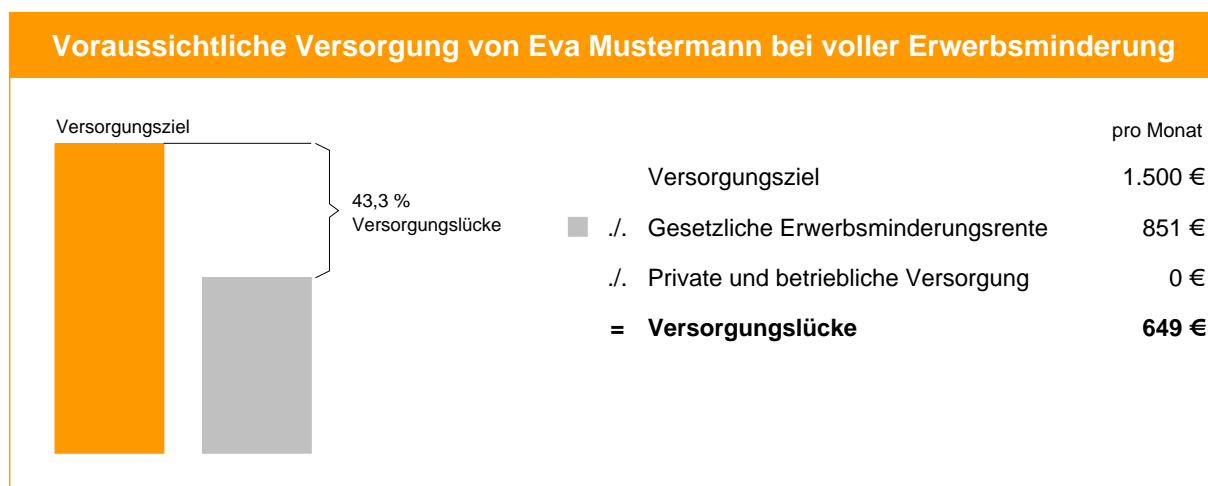 Voraussichtliche Versorgung von Eva Mustermann bei voller Erwerbsminderung
Versorgungsziel
43,3 %
Versorgungslücke
pro Monat
Versorgungsziel 1.500 €
./. Gesetzliche Erwerbsminderungsrente 851 €
./. Private und betriebliche Versorgung 0 €
= Versorgungslücke 649 €